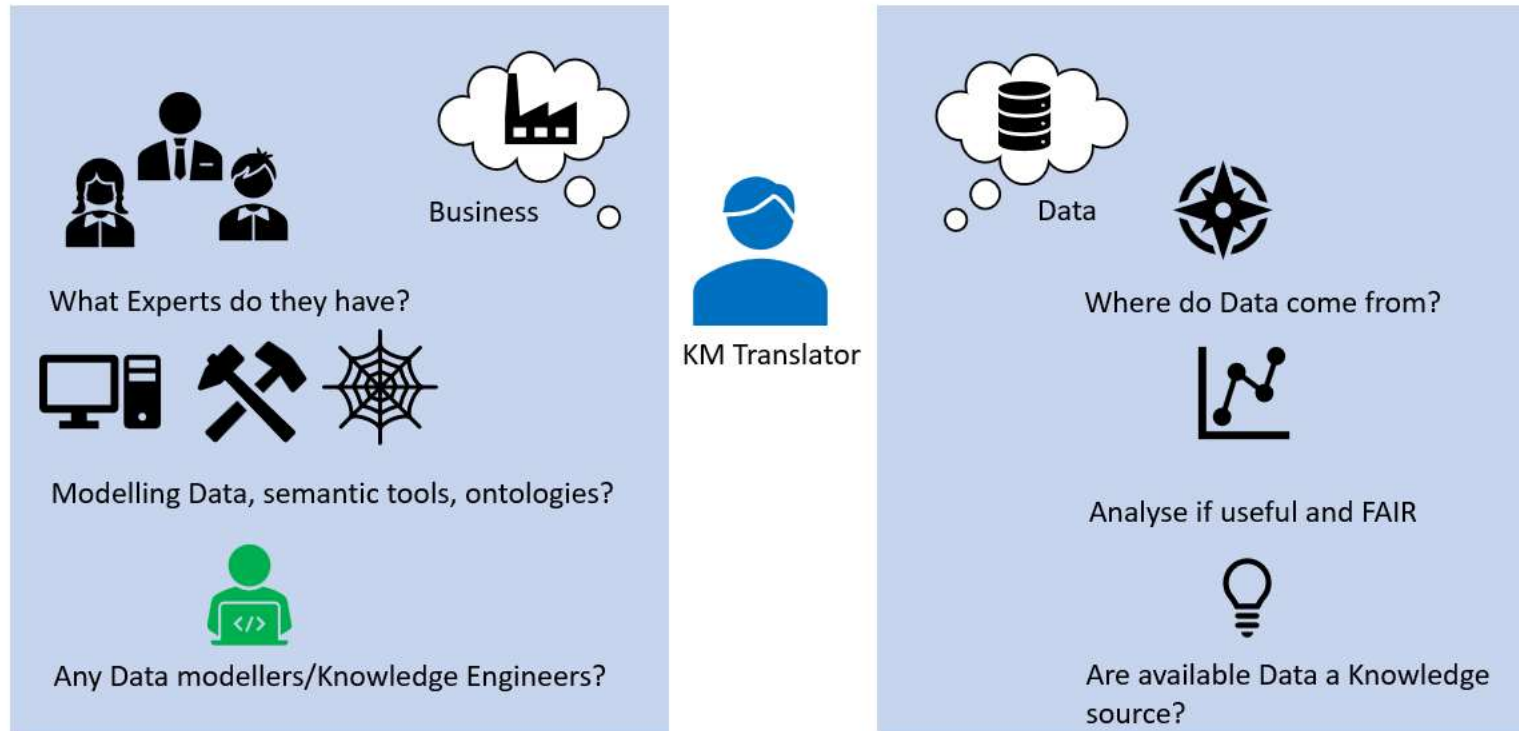 Business
What Experts do they have?
Modelling Data, semantic tools, ontologies?
</>
Any Data modellers/Knowledge Engineers?
KM Translator
Data
Where do Data come from?
Analyse if useful and FAIR
Are available Data a Knowledge
source?